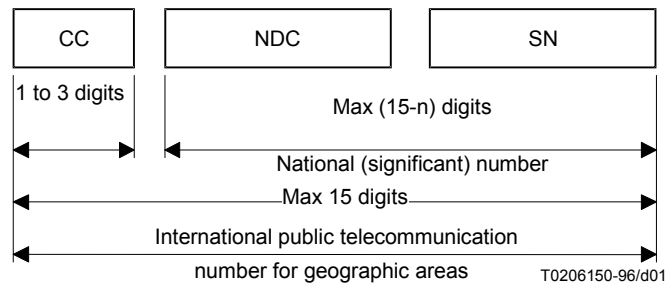 CC NDC SN
1 to 3 digits
Max (15-n) digits
National (significant) number
Max 15 digits
International public telecommunication
number for geographic areas
T0206150-96/d01